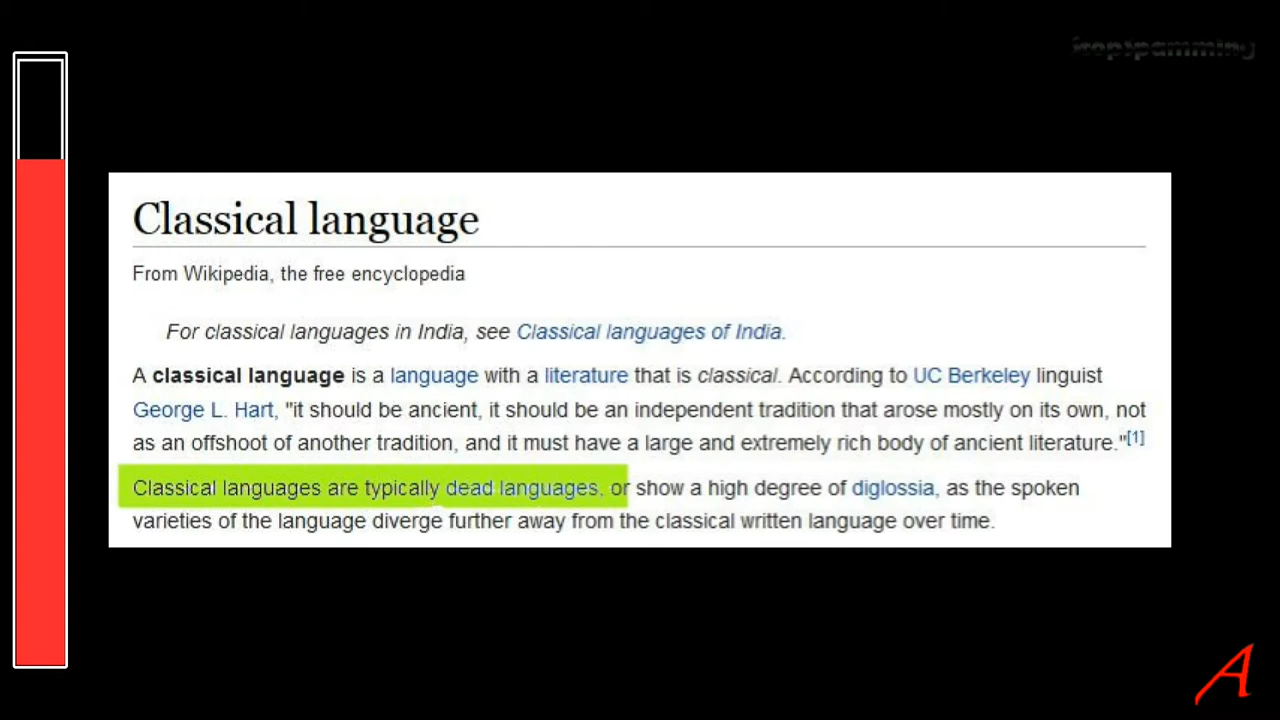 Classical language
From Wikipedia, the free encyclopedia
For classical languages in India, see Classical languages of India.
A classical language is a language with a literature that is classical. According to UC Berkeley linguist
George L. Hart, "it should be ancient, it should be an independent tradition that arose mostly on its own, not
as an offshoot of another tradition, and it must have a large and extremely rich body of ancient literature."[1]
Classical languages are typically dead languages, or show a high degree of diglossia, as the spoken
varieties of the language diverge further away from the classical written language over time.
A